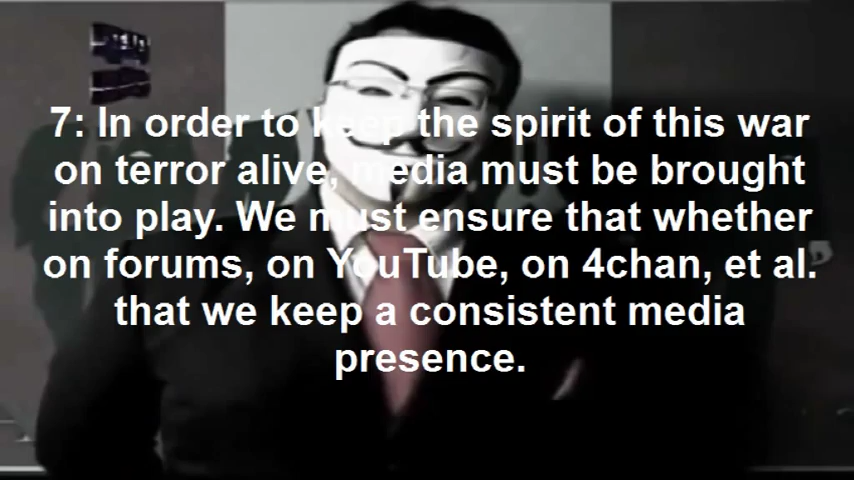 7: In order to keep the spirit of this war
on terror alive, media must be brought
into play. We must ensure that whether
on forums, on YouTube, on 4chan, et al.
that we keep a consistent media
presence.